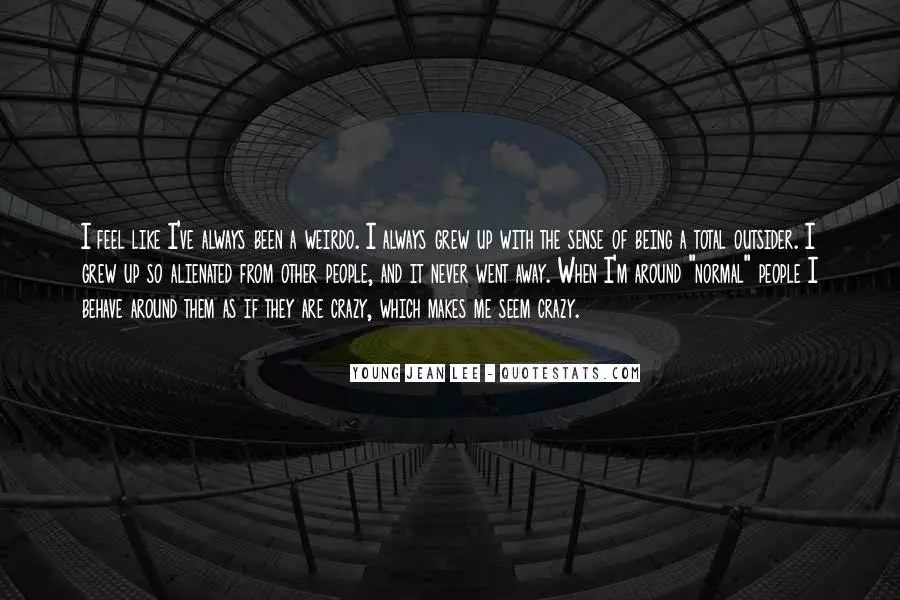 I feel like I've always been a weirdo. I always grew up with the sense of being a total outsider. I
grew up so alienated from other people, and it never went away. When I'm around "normal" people I
behave around them as if they are crazy, which makes me seem crazy.
Young Jean Lee - Quotestats.com